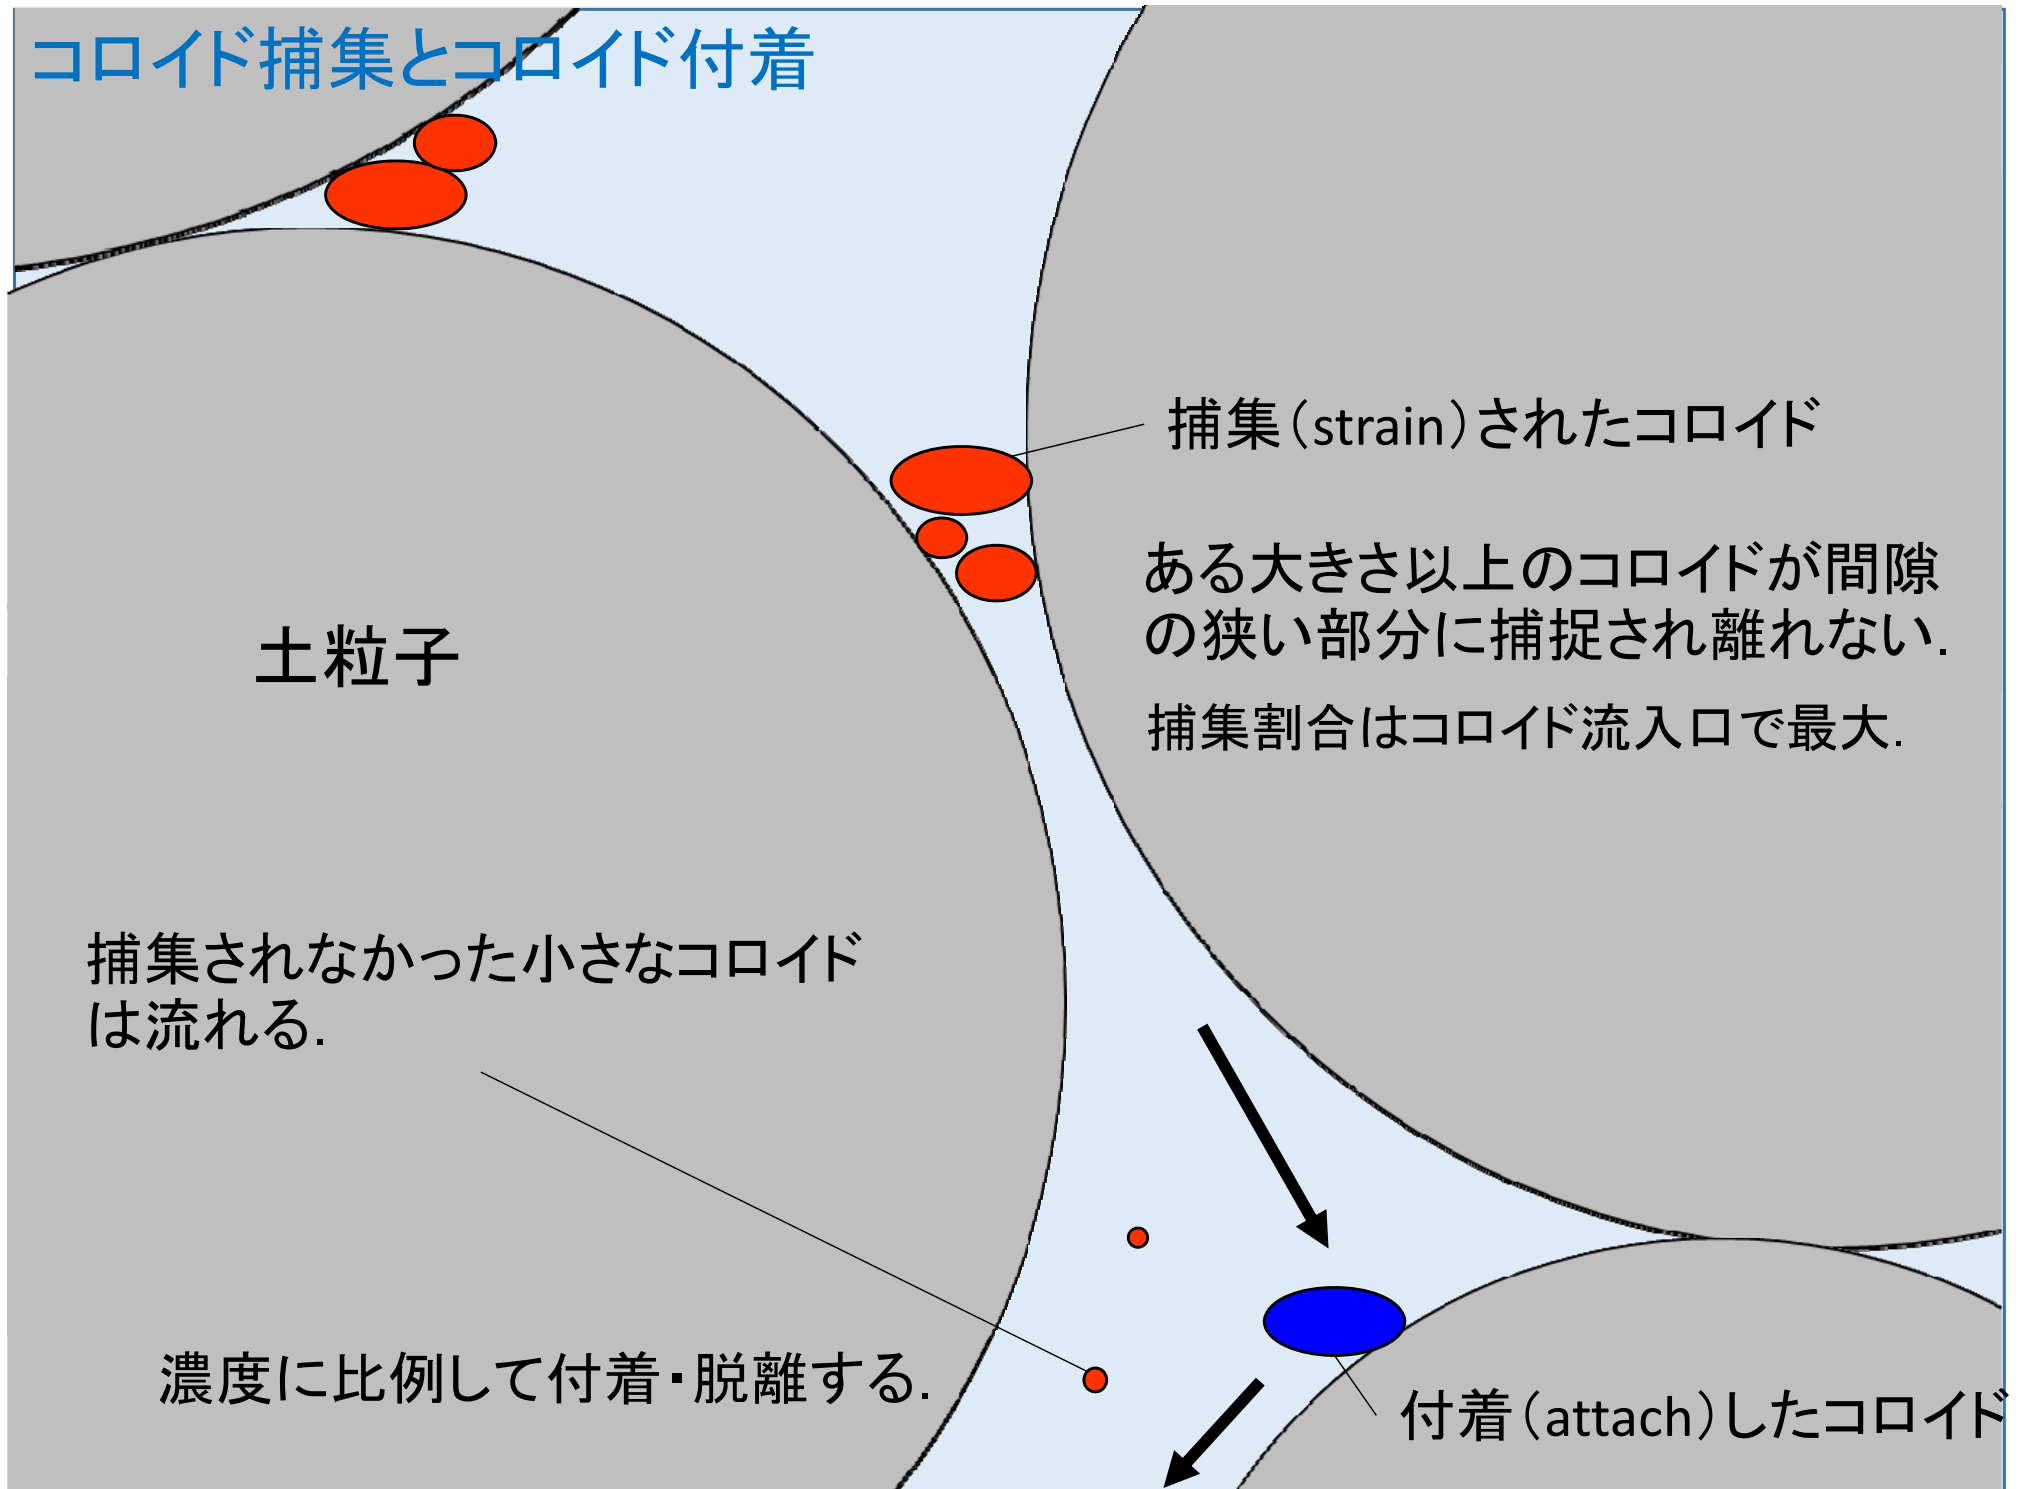 コロイド捕集とコロイド付着
捕集（strain）されたコロイド
ある大きさ以上のコロイドが間隙
の狭い部分に捕捉され離れない.
捕集割合はコロイド流入口で最大.
土粒子
捕集されなかった小さなコロイド
は流れる.
濃度に比例して付着・脱離する.
付着（attach）したコロイド